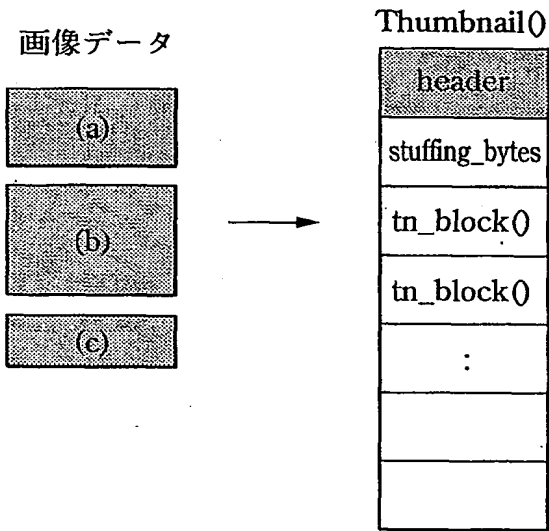 画像データ
(a)
(b)
(c)
Thumbnail()
header
stuffing_bytes
tn_block()
tn_block()
: